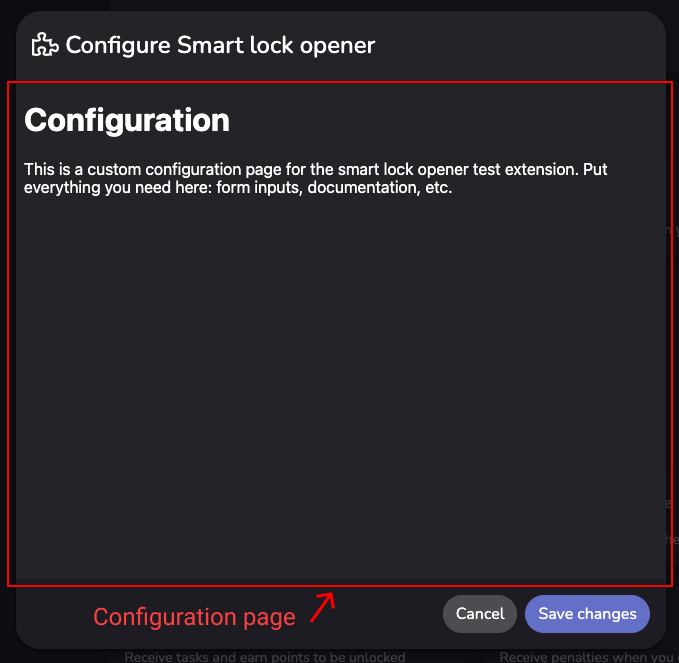 Configure Smart lock opener
Configuration
This is a custom configuration page for the smart lock opener test extension. Put
everything you need here: form inputs, documentation, etc.
Configuration page
Cancel
Save changes
Receive tasks and earn points to be unlocked
Receive penalties when you